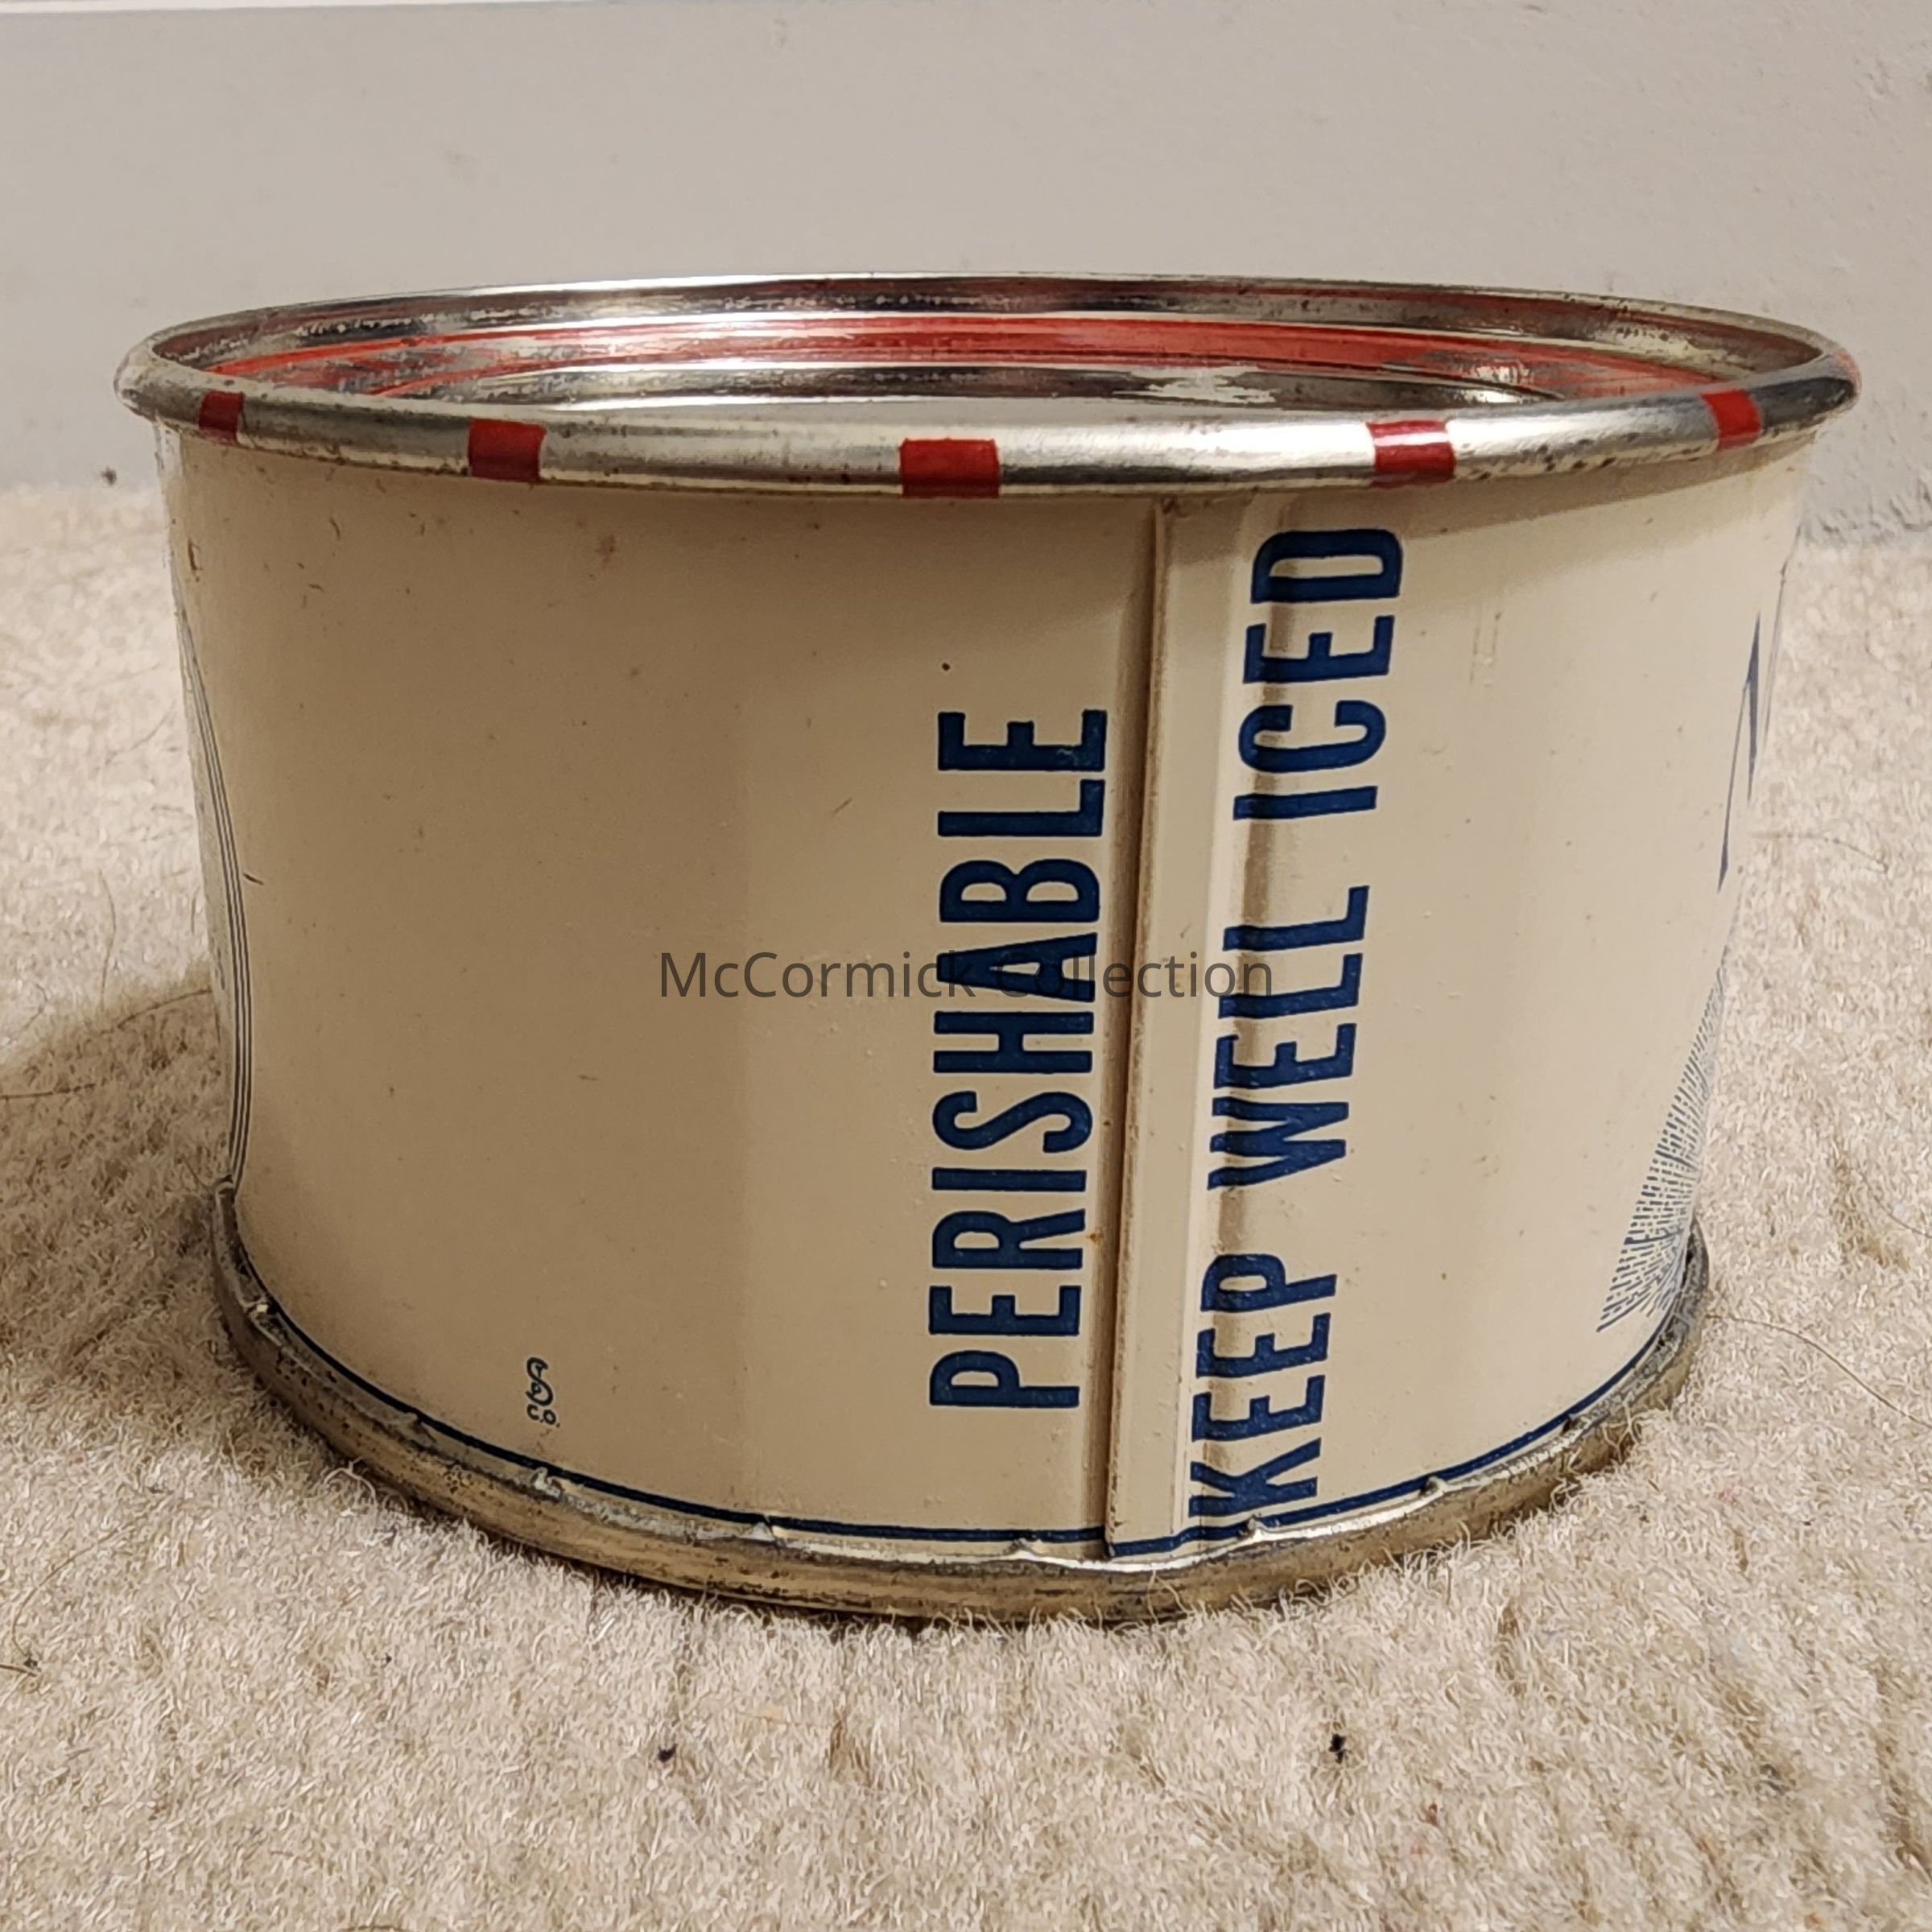 PERISHABLE
KEEP WELL ICED
McCormick Collection